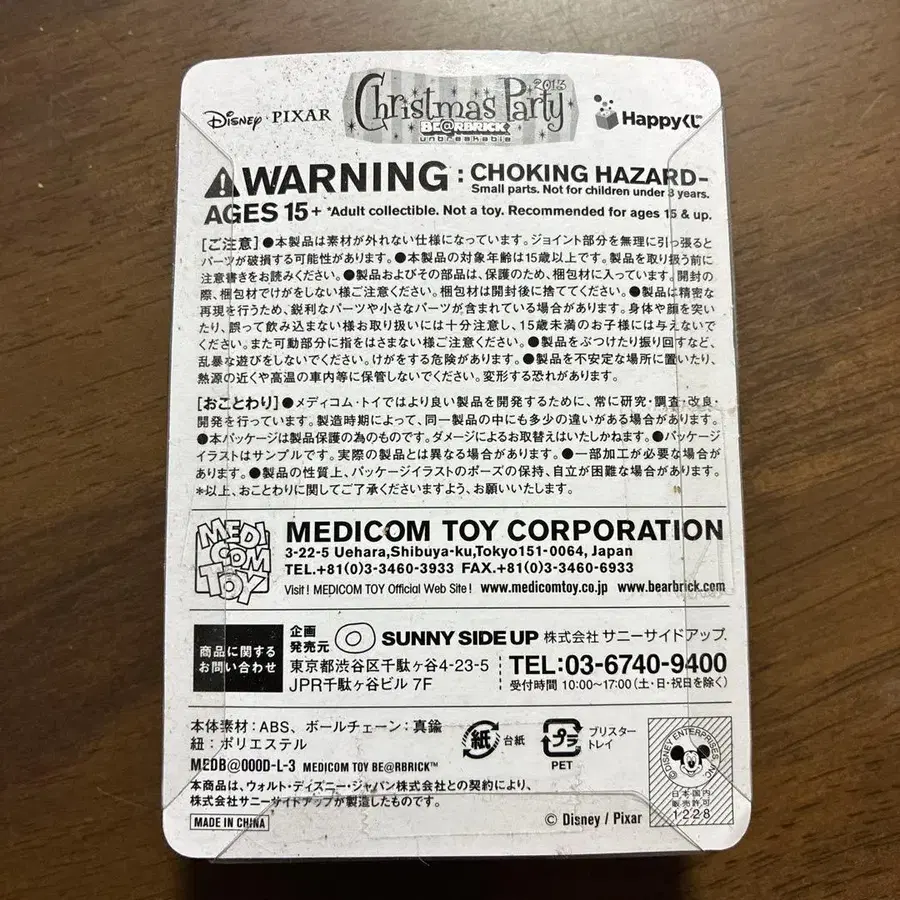 Disney・PIXAR
Christmas Party 2013
BE@RBRICK
unbreakable
Happyくじ
WARNING : CHOKING HAZARD–
Small parts. Not for children under 3 years.
AGES 15+ *Adult collectible. Not a toy. Recommended for ages 15 & up.
[ご注意] ●本製品は素材が外れない仕様になっています。ジョイント部分を無理に引っ張ると
パーツが破損する可能性があります。●本製品の対象年齢は15歳以上です。製品を取り扱う前に
注意書きをお読みください。●製品およびその部品は、保護のため、梱包材に入っています。開封の
際、梱包材でけがをしない様ご注意ください。梱包材は開封後に捨ててください。●製品は精密な
再現を行うため、鋭利なパーツや小さなパーツが含まれている場合があります。身体や顔を突い
たり、誤って飲み込まない様お取り扱いには十分注意し、15歳未満のお子様には与えないで
ください。また可動部分に指をはさまない様ご注意ください。●製品をぶつけたり振り回すなど、
乱暴な遊びをしないでください。けがをする危険があります。●製品を不安定な場所に置いたり、
熱源の近くや高温の車内等に保管しないでください。変形する恐れがあります。
[おことわり] ●メディコム・トイではより良い製品を開発するために、常に研究・調査・改良・
開発を行っています。製造時期によって、同一製品の中にも多少の違いがある場合があります。
●本パッケージは製品保護の為のものです。ダメージによるお取替えはいたしかねます。●パッケージ
イラストはサンプルです。実際の製品とは異なる場合があります。●一部加工が必要な場合が
あります。●製品の性質上、パッケージイラストのポーズの保持、自立が困難な場合があります。
*以上、おことわりに関してご了承くださいますよう、お願いいたします。
MEDI COM TOY
MEDICOM TOY CORPORATION
3-22-5 Uehara,Shibuya-ku,Tokyo151-0064, Japan
TEL.+81(0)3-3460-3933 FAX.+81(0)3-3460-6933
Visit! MEDICOM TOY Official Web Site! www.medicomtoy.co.jp www.bearbrick.com
商品に関する
お問い合わせ
企画
発売元
SUNNY SIDE UP 株式会社 サニーサイドアップ
東京都渋谷区千駄ヶ谷4-23-5
JPR千駄ヶ谷ビル 7F
TEL:03-6740-9400
受付時間 10:00〜17:00(土・日・祝日を除く)
本体素材：ABS、ボールチェーン：真鍮
紐：ポリエステル
紙 台紙
プラ
PET
ブリスター
トレイ
MEDB@000D-L-3 MEDICOM TOY BE@RBRICK™
本商品は、ウォルト・ディズニー・ジャパン株式会社との契約により、
株式会社サニーサイドアップが製造したものです。
MADE IN CHINA
© Disney / Pixar
© DISNEY ENTERPRISES, INC.
日本国内
販売許可
1228